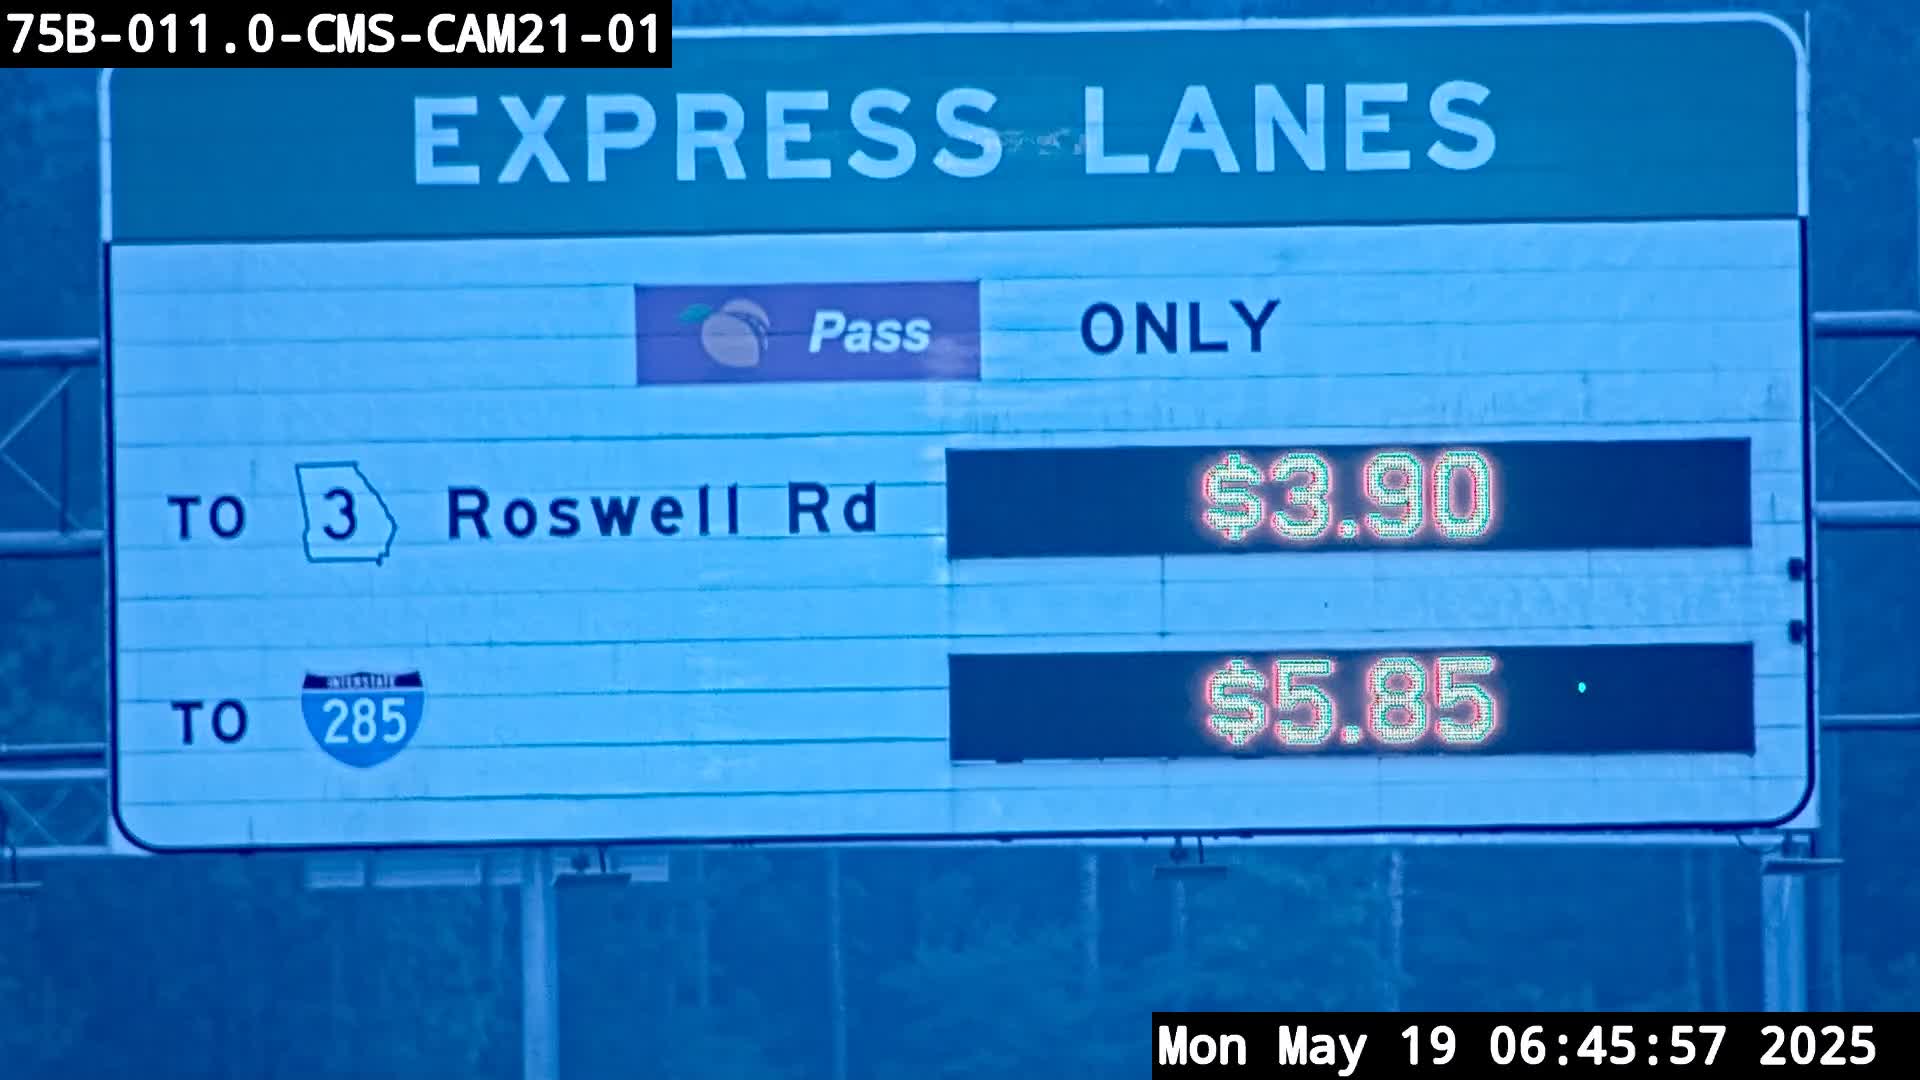 75B-011.0-CMS-CAM21-01
EXPRESS LANES
Pass ONLY
TO 3 Roswell Rd $3.90
TO INTERSTATE 285 $5.85
Mon May 19 06:45:57 2025